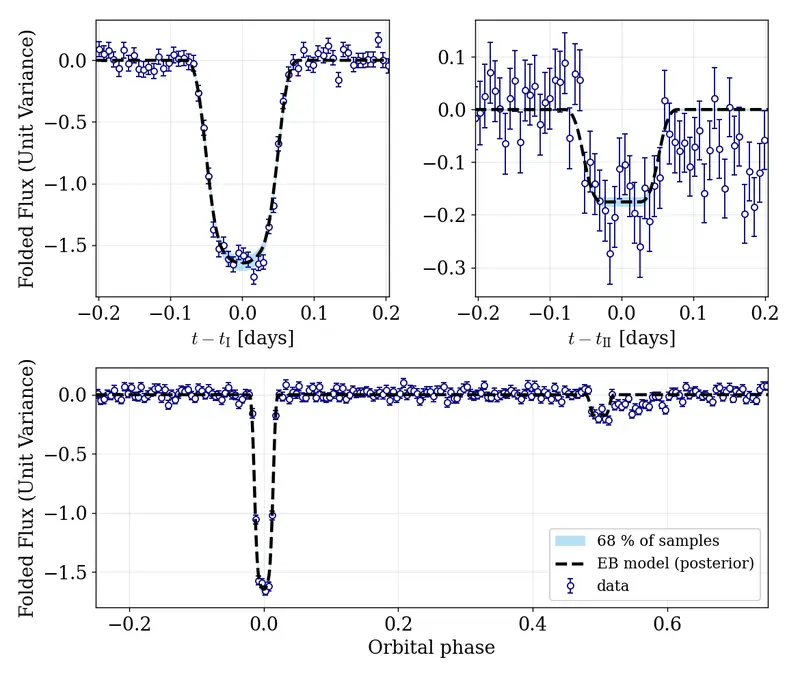 Folded Flux (Unit Variance)
0.0
−0.5
−1.0
−1.5
−0.2 −0.1 0.0 0.1 0.2
t − tI [days]
0.1
0.0
−0.1
−0.2
−0.3
−0.2 −0.1 0.0 0.1 0.2
t − tII [days]
Folded Flux (Unit Variance)
0.0
−0.5
−1.0
−1.5
68 % of samples
EB model (posterior)
data
−0.2 0.0 0.2 0.4 0.6
Orbital phase